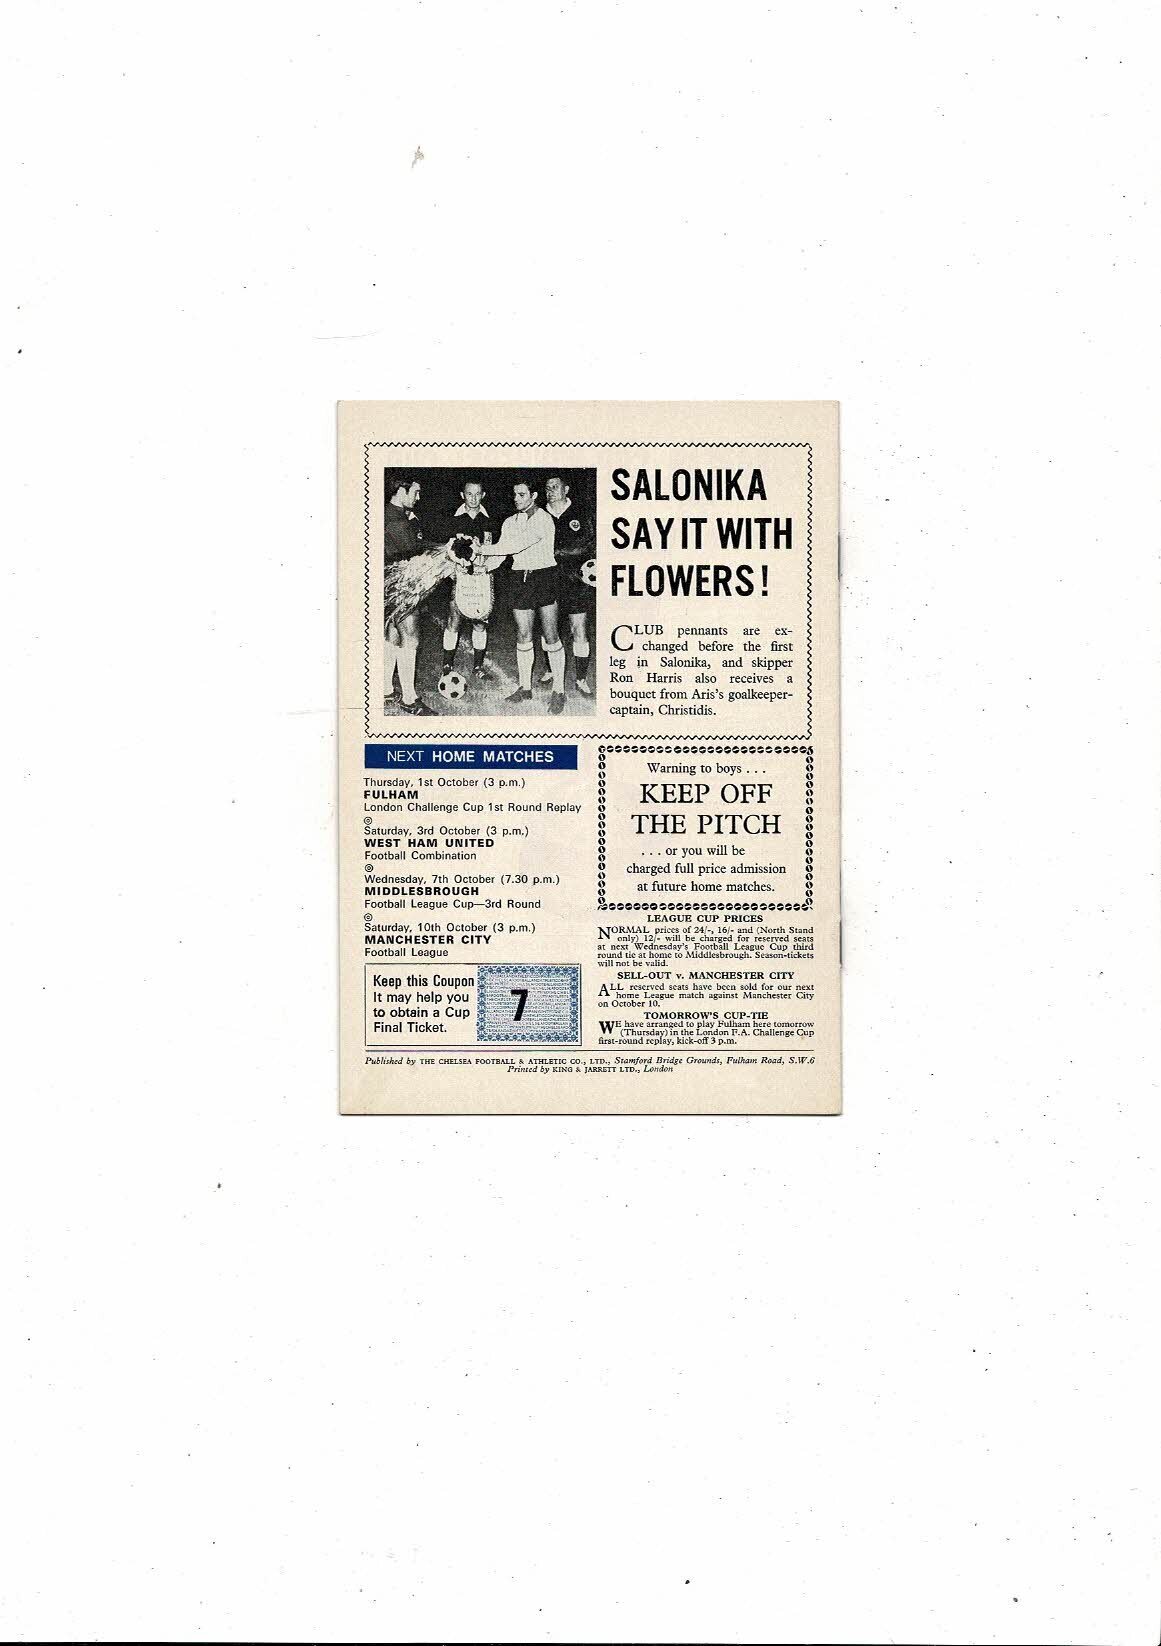 SALONIKA
SAY IT WITH
FLOWERS!
CLUB pennants are ex-
changed before the first
leg in Salonika, and skipper
Ron Harris also receives a
bouquet from Aris's goalkeeper-
captain, Christidis.
NEXT HOME MATCHES
Thursday, 1st October (3 p.m.)
FULHAM
London Challenge Cup 1st Round Replay
Saturday, 3rd October (3 p.m.)
WEST HAM UNITED
Football Combination
Wednesday, 7th October (7.30 p.m.)
MIDDLESBROUGH
Football League Cup—3rd Round
Saturday, 10th October (3 p.m.)
MANCHESTER CITY
Football League
Keep this Coupon
It may help you
to obtain a Cup
Final Ticket.
7
Warning to boys . . .
KEEP OFF
THE PITCH
. . . or you will be
charged full price admission
at future home matches.
LEAGUE CUP PRICES
NORMAL prices of 24/-, 16/- and (North Stand
only) 12/- will be charged for reserved seats
at next Wednesday's Football League Cup third
round tie at home to Middlesbrough. Season-tickets
will not be valid.
SELL-OUT v. MANCHESTER CITY
ALL reserved seats have been sold for our next
home League match against Manchester City
on October 10.
TOMORROW'S CUP-TIE
WE have arranged to play Fulham here tomorrow
(Thursday) in the London F.A. Challenge Cup
first-round replay, kick-off 3 p.m.
Published by THE CHELSEA FOOTBALL & ATHLETIC CO., LTD., Stamford Bridge Grounds, Fulham Road, S.W.6
Printed by KING & JARRETT LTD., London